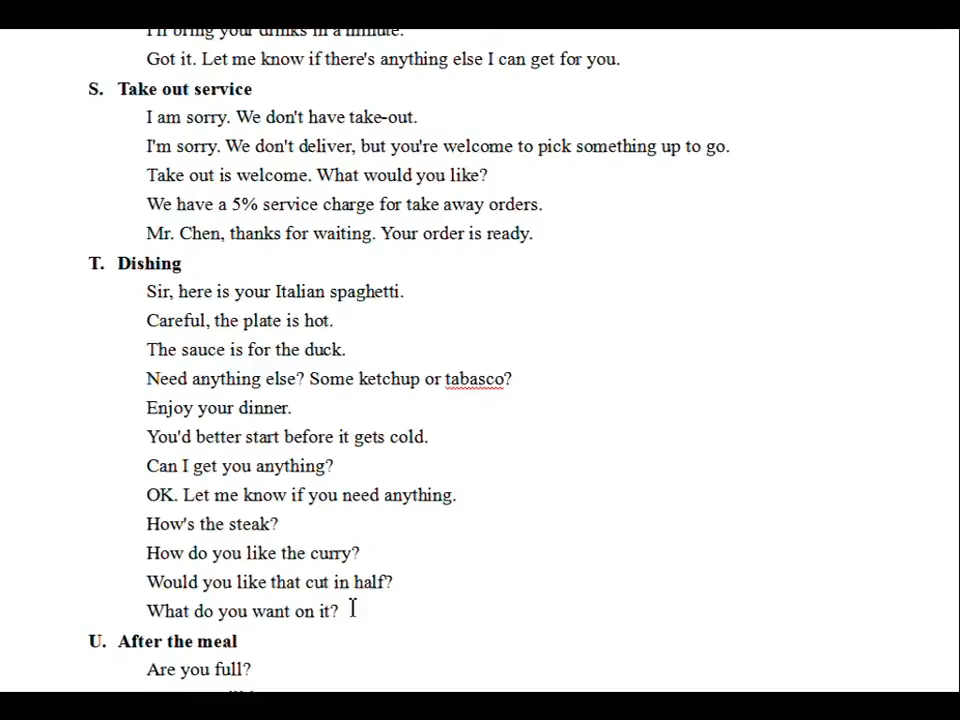 I'll bring your drinks in a minute.
Got it. Let me know if there's anything else I can get for you.
S. Take out service
I am sorry. We don't have take-out.
I'm sorry. We don't deliver, but you're welcome to pick something up to go.
Take out is welcome. What would you like?
We have a 5% service charge for take away orders.
Mr. Chen, thanks for waiting. Your order is ready.
T. Dishing
Sir, here is your Italian spaghetti.
Careful, the plate is hot.
The sauce is for the duck.
Need anything else? Some ketchup or tabasco?
Enjoy your dinner.
You'd better start before it gets cold.
Can I get you anything?
OK. Let me know if you need anything.
How's the steak?
How do you like the curry?
Would you like that cut in half?
What do you want on it?
U. After the meal
Are you full?